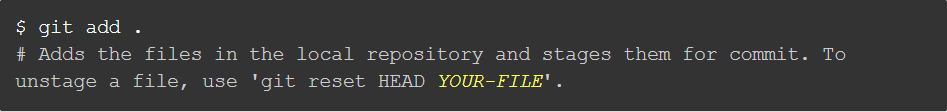 $ git add .
# Adds the files in the local repository and stages them for commit. To
unstage a file, use 'git reset HEAD YOUR-FILE'.